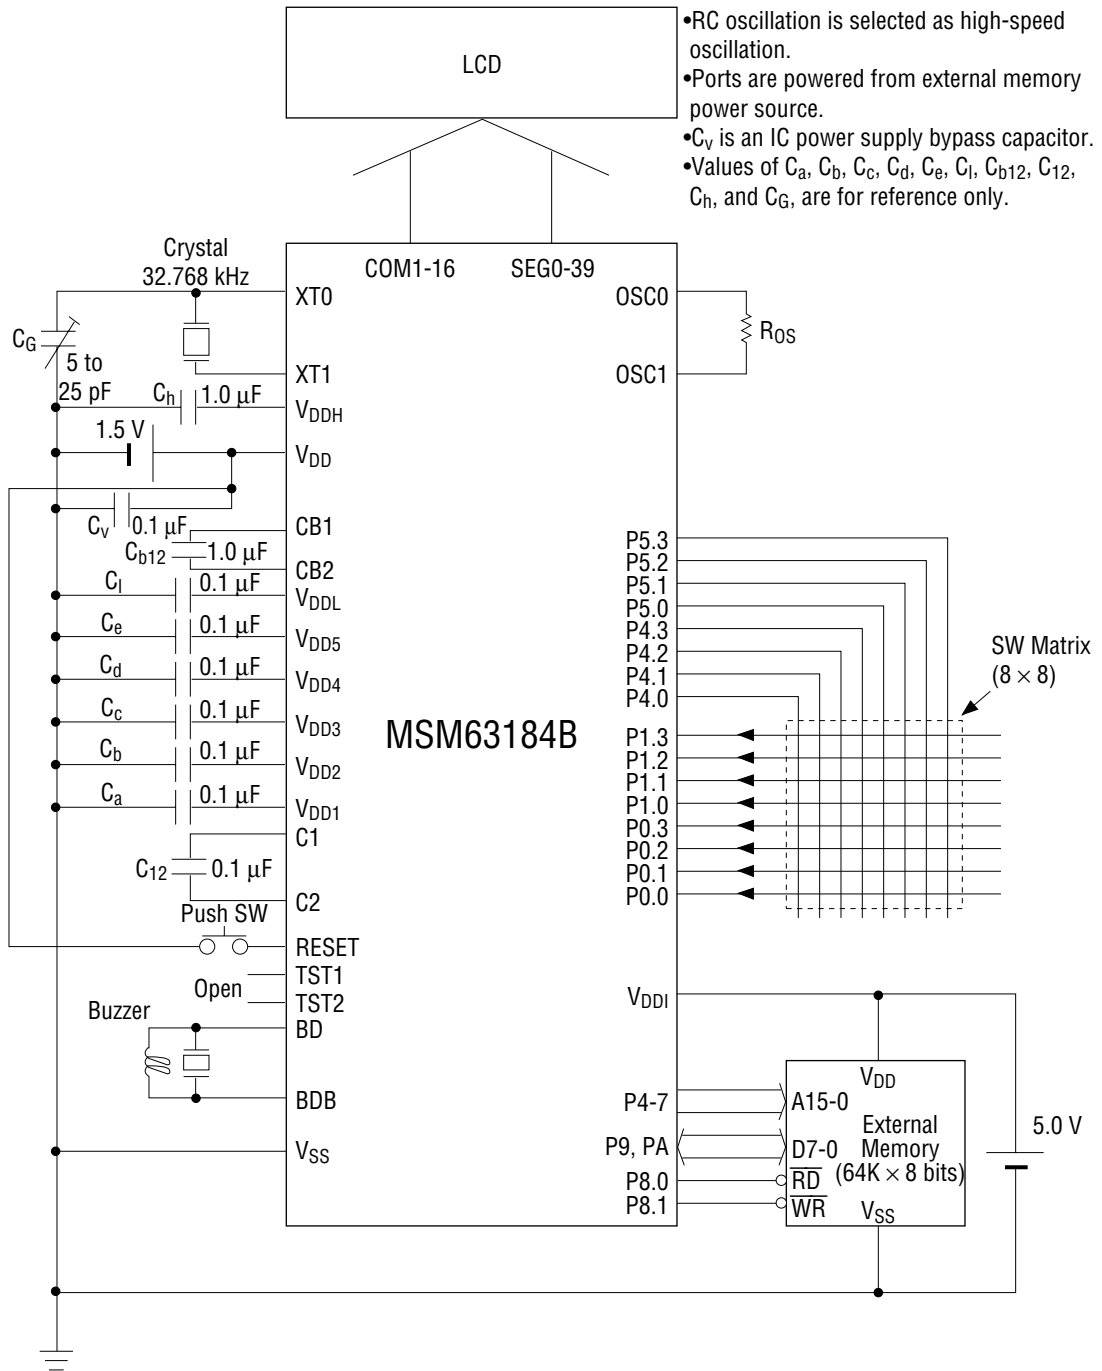 LCD
•RC oscillation is selected as high-speed
oscillation.
•Ports are powered from external memory
power source.
•Cv is an IC power supply bypass capacitor.
•Values of Ca, Cb, Cc, Cd, Ce, Cl, Cb12, C12,
Ch, and CG, are for reference only.
Crystal
32.768 kHz
COM1-16
SEG0-39
XT0
OSC0
CG
5 to
25 pF
ROS
XT1
OSC1
Ch
1.0 µF
VDDH
1.5 V
VDD
Cv
0.1 µF
CB1
Cb12
1.0 µF
CB2
Cl
0.1 µF
VDDL
Ce
0.1 µF
VDD5
Cd
0.1 µF
VDD4
Cc
0.1 µF
VDD3
Cb
0.1 µF
VDD2
Ca
0.1 µF
VDD1
C1
C12
0.1 µF
C2
Push SW
RESET
TST1
Open
TST2
Buzzer
BD
BDB
VSS
MSM63184B
P5.3
P5.2
P5.1
P5.0
P4.3
P4.2
P4.1
P4.0
SW Matrix
(8 × 8)
P1.3
P1.2
P1.1
P1.0
P0.3
P0.2
P0.1
P0.0
VDDI
VDD
P4-7
A15-0
External
Memory
(64K × 8 bits)
P9, PA
D7-0
P8.0
R̅D̅
P8.1
W̅R̅
VSS
5.0 V